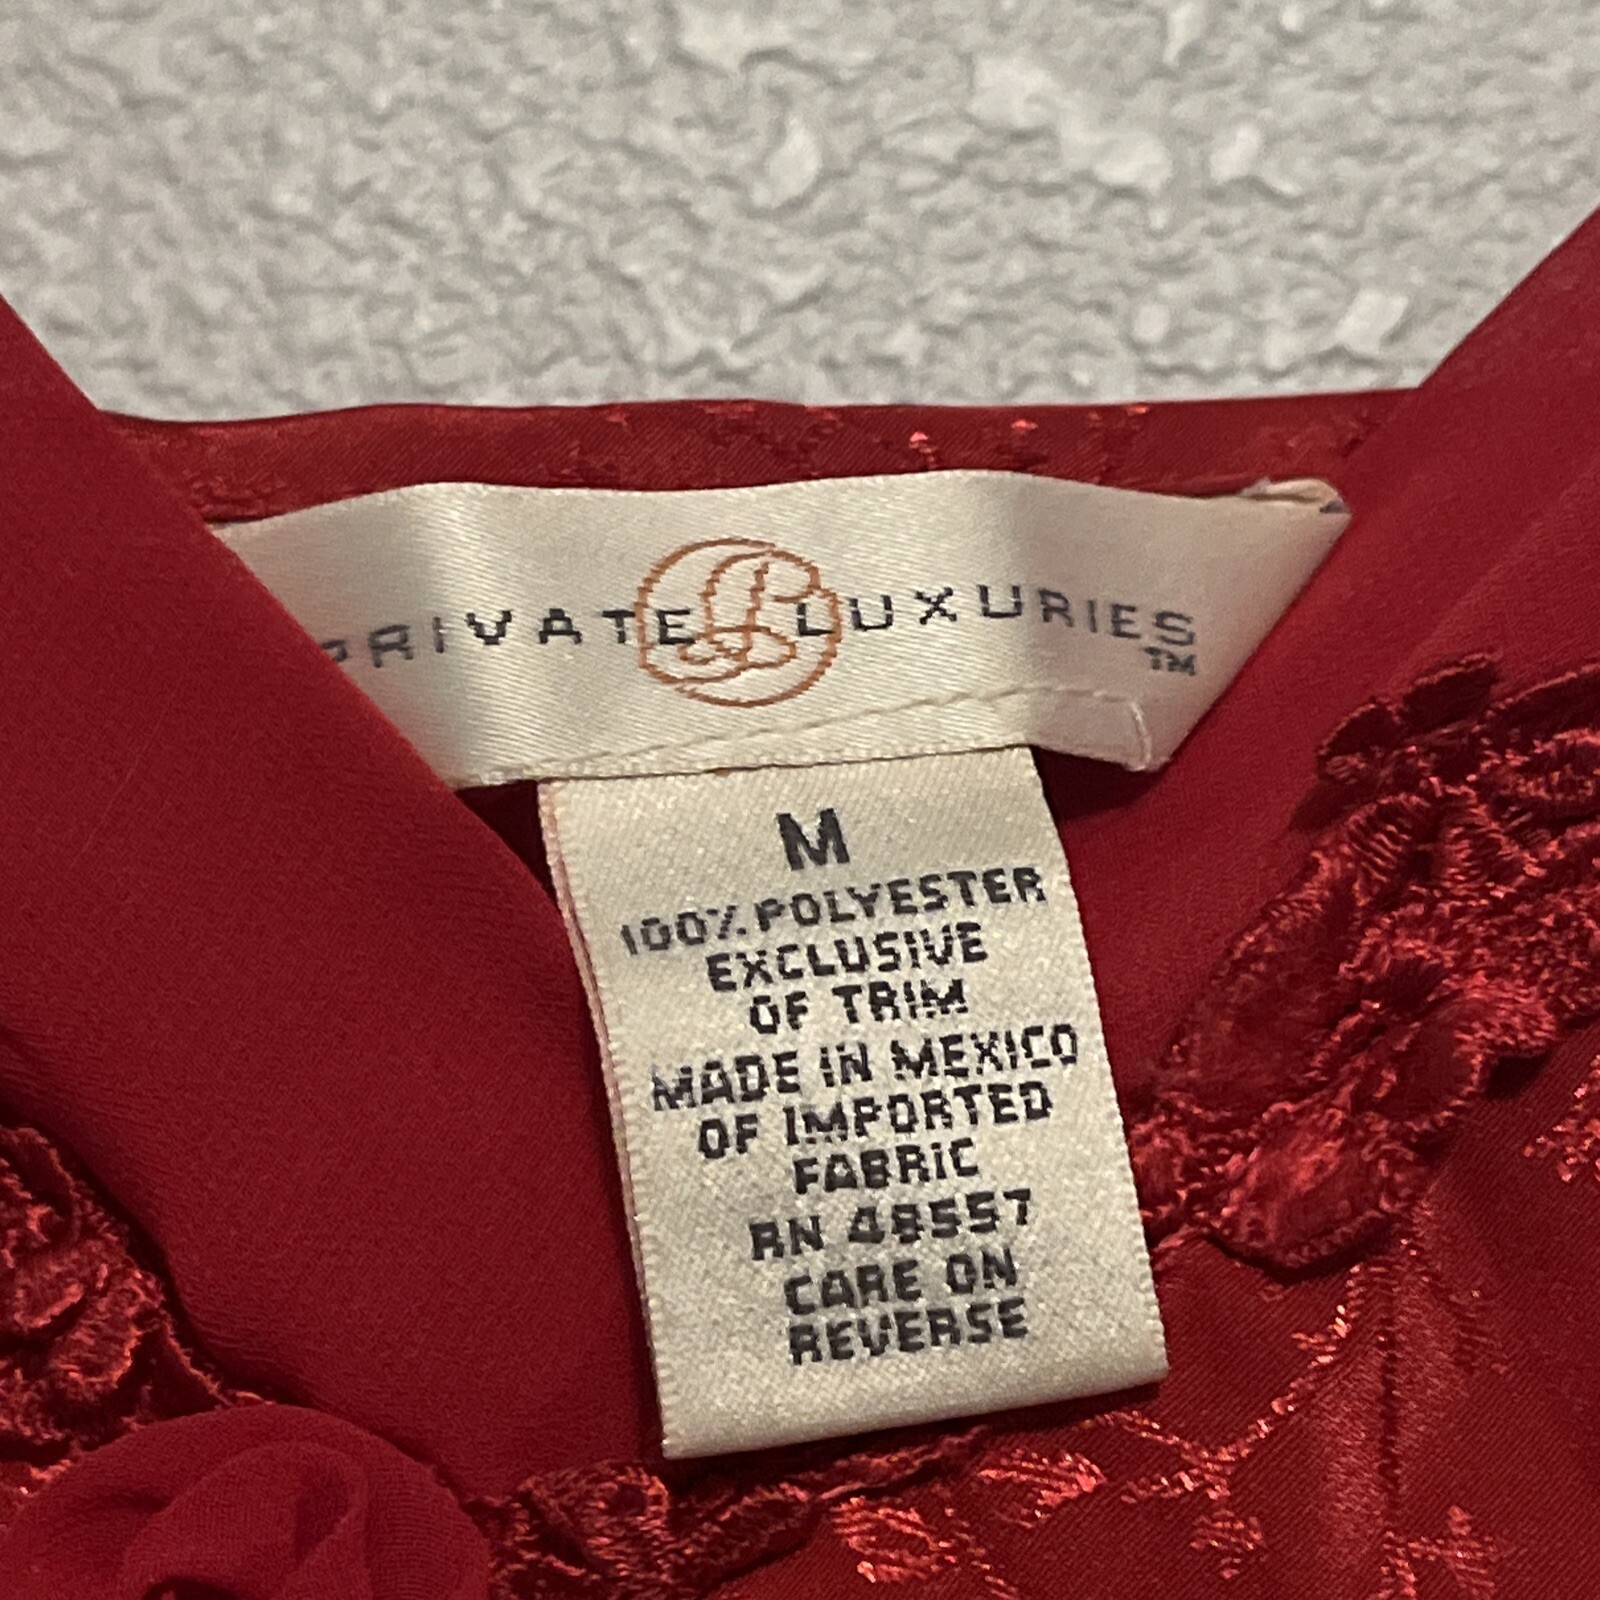 PRIVATE LUXURIES
TM
M
100% POLYESTER
EXCLUSIVE
OF TRIM
MADE IN MEXICO
OF IMPORTED
FABRIC
RN 48557
CARE ON
REVERSE